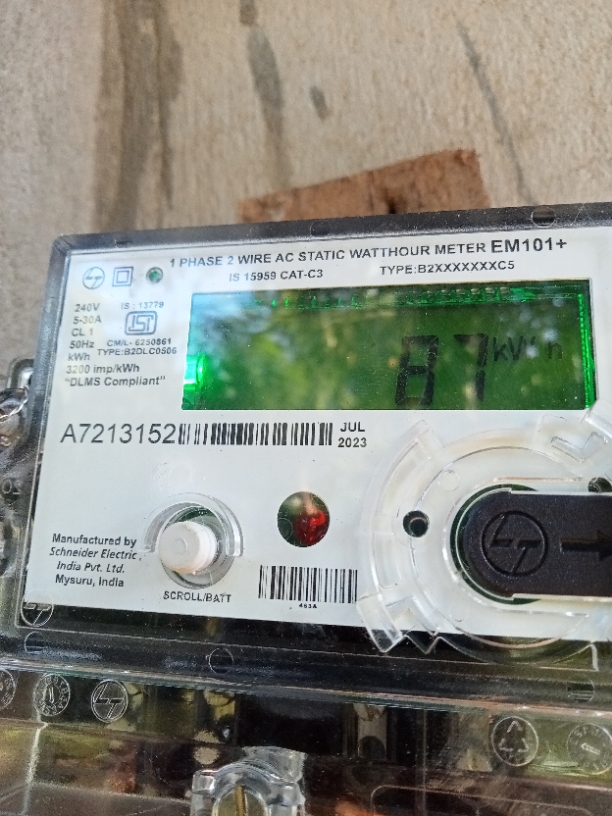 1 PHASE 2 WIRE AC STATIC WATTHOUR METER EM101+
IS 15959 CAT-C3 TYPE:B2XXXXXXXC5
240V IS : 13779
5-30A
CL 1
50Hz CM/L- 6250861
kWh TYPE:B2DLC0506
3200 imp/kWh
"DLMS Compliant"
87 kWh
A7213152 JUL
2023
Manufactured by
Schneider Electric
India Pvt. Ltd.
Mysuru, India
SCROLL/BATT
463A